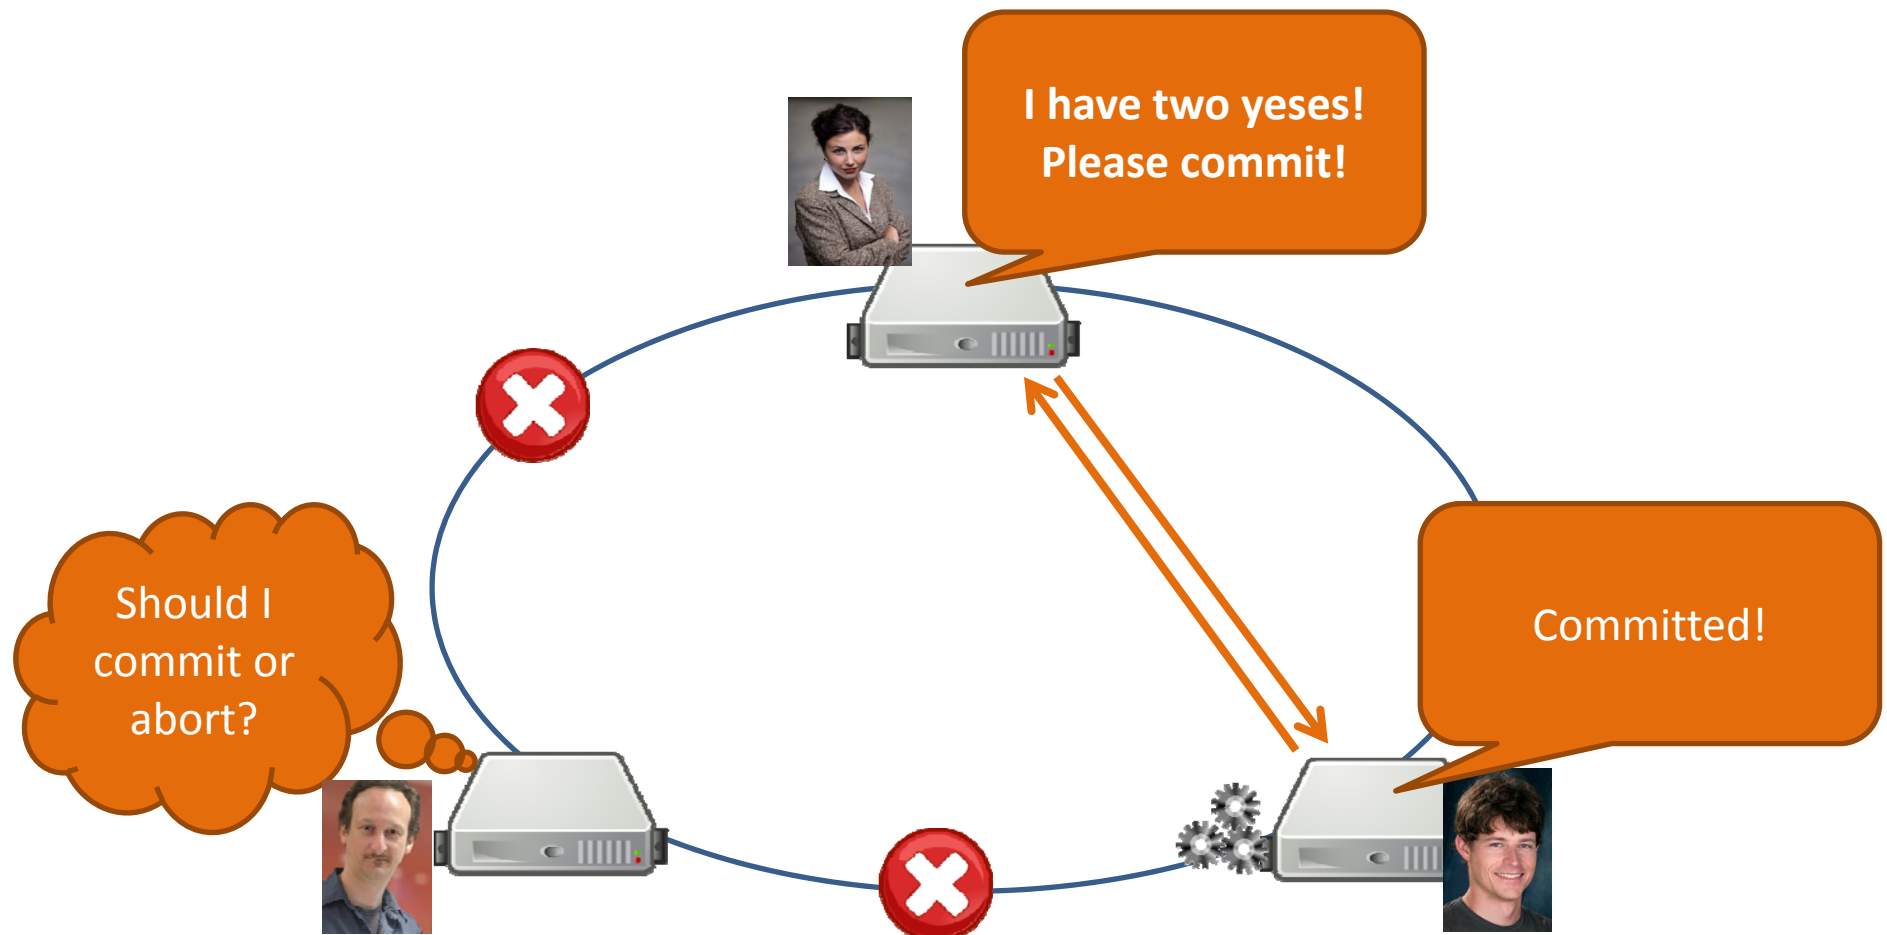 I have two yeses!
Please commit!
Should I
commit or
abort?
Committed!